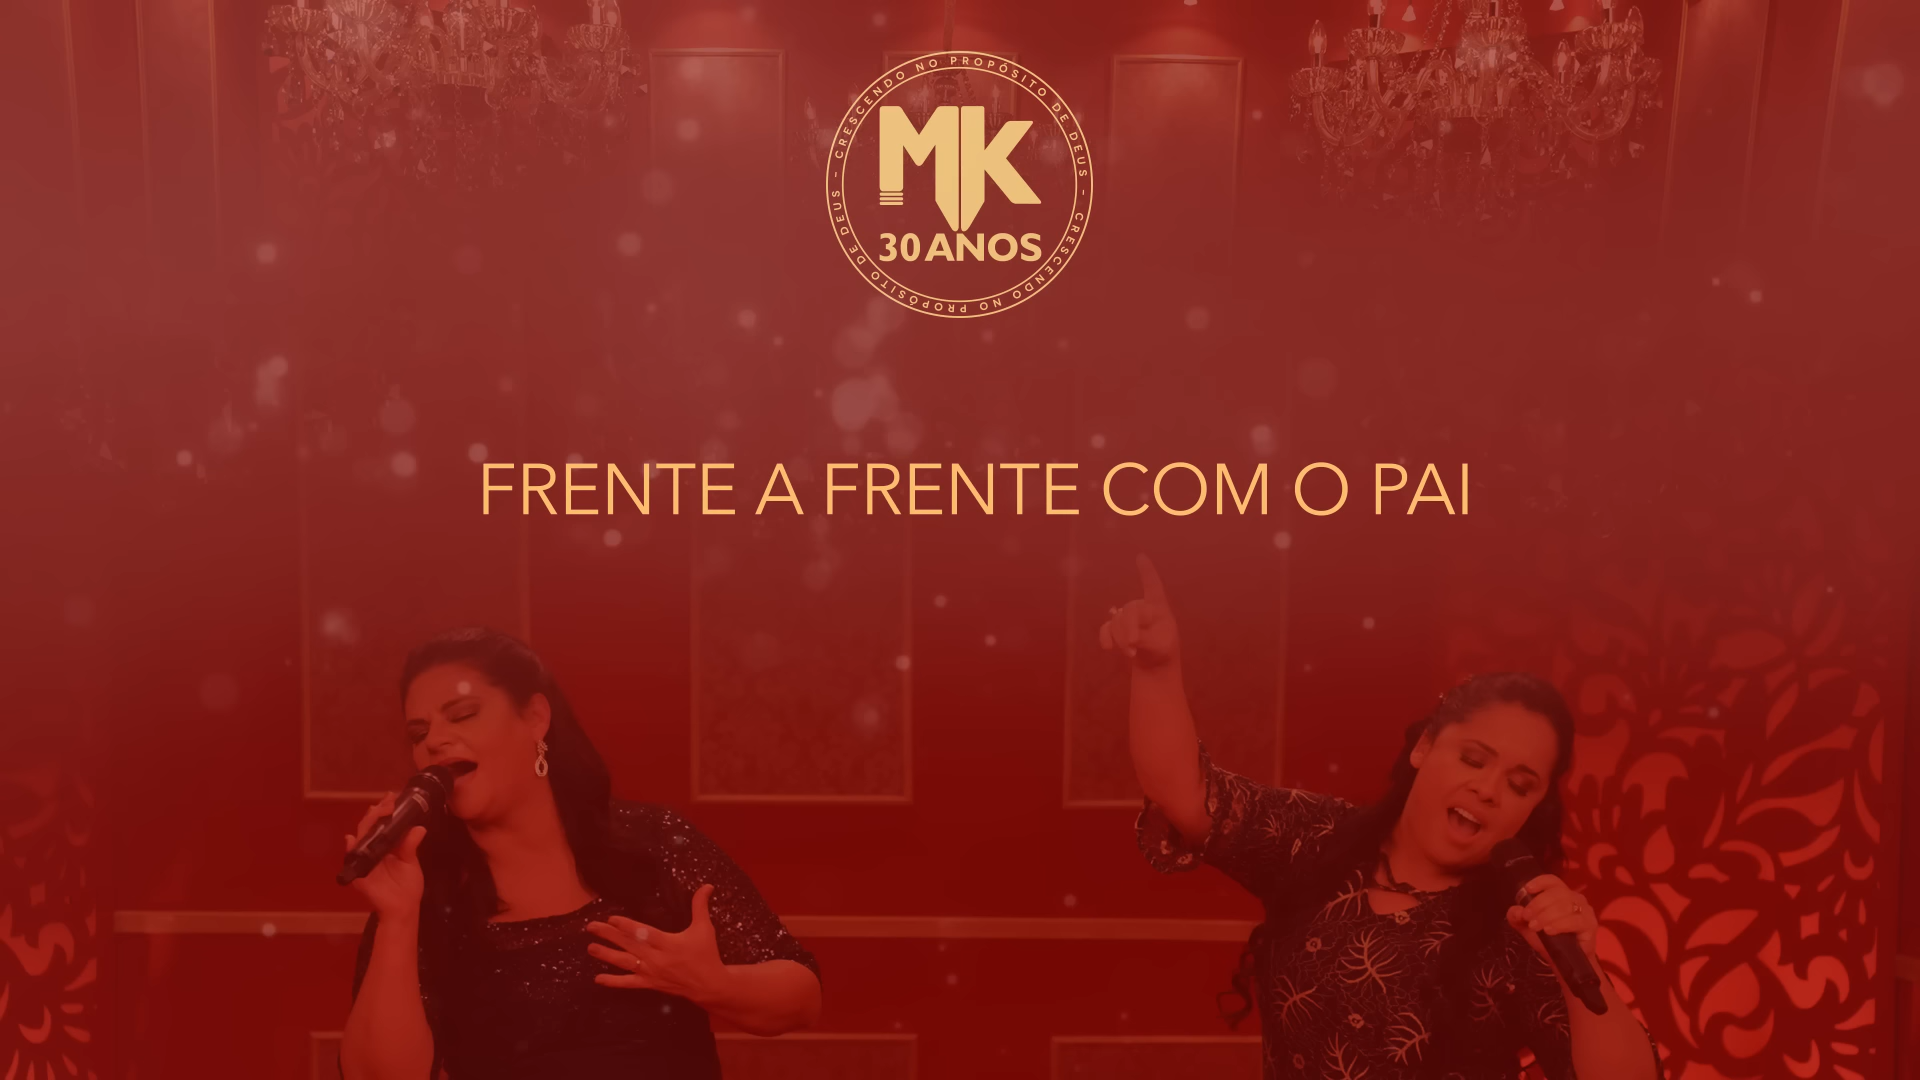 CRESCENDO NO PROPÓSITO DE DEUS - CRESCENDO NO PROPÓSITO DE DEUS -
MK
30 ANOS
FRENTE A FRENTE COM O PAI